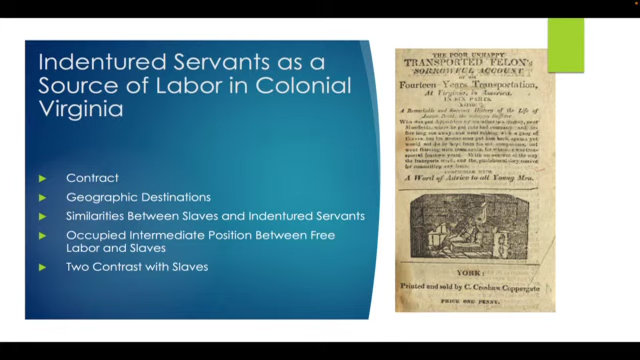 Indentured Servants as a
Source of Labor in Colonial
Virginia
Contract
Geographic Destinations
Similarities Between Slaves and Indentured Servants
Occupied Intermediate Position Between Free
Labor and Slaves
Two Contrast with Slaves
THE POOR UNHAPPY
TRANSPORTED FELON'S
SORROWFUL ACCOUNT
OF HIS
Fourteen Years Transportation,
At Virginia, in America.
IN SIX PARTS.
A Remarkable and Succinct History of the Life of
A Word of Advice to all Young Men.
YORK:
Printed and sold by C. Croshaw Coppergate
PRICE ONE PENNY.